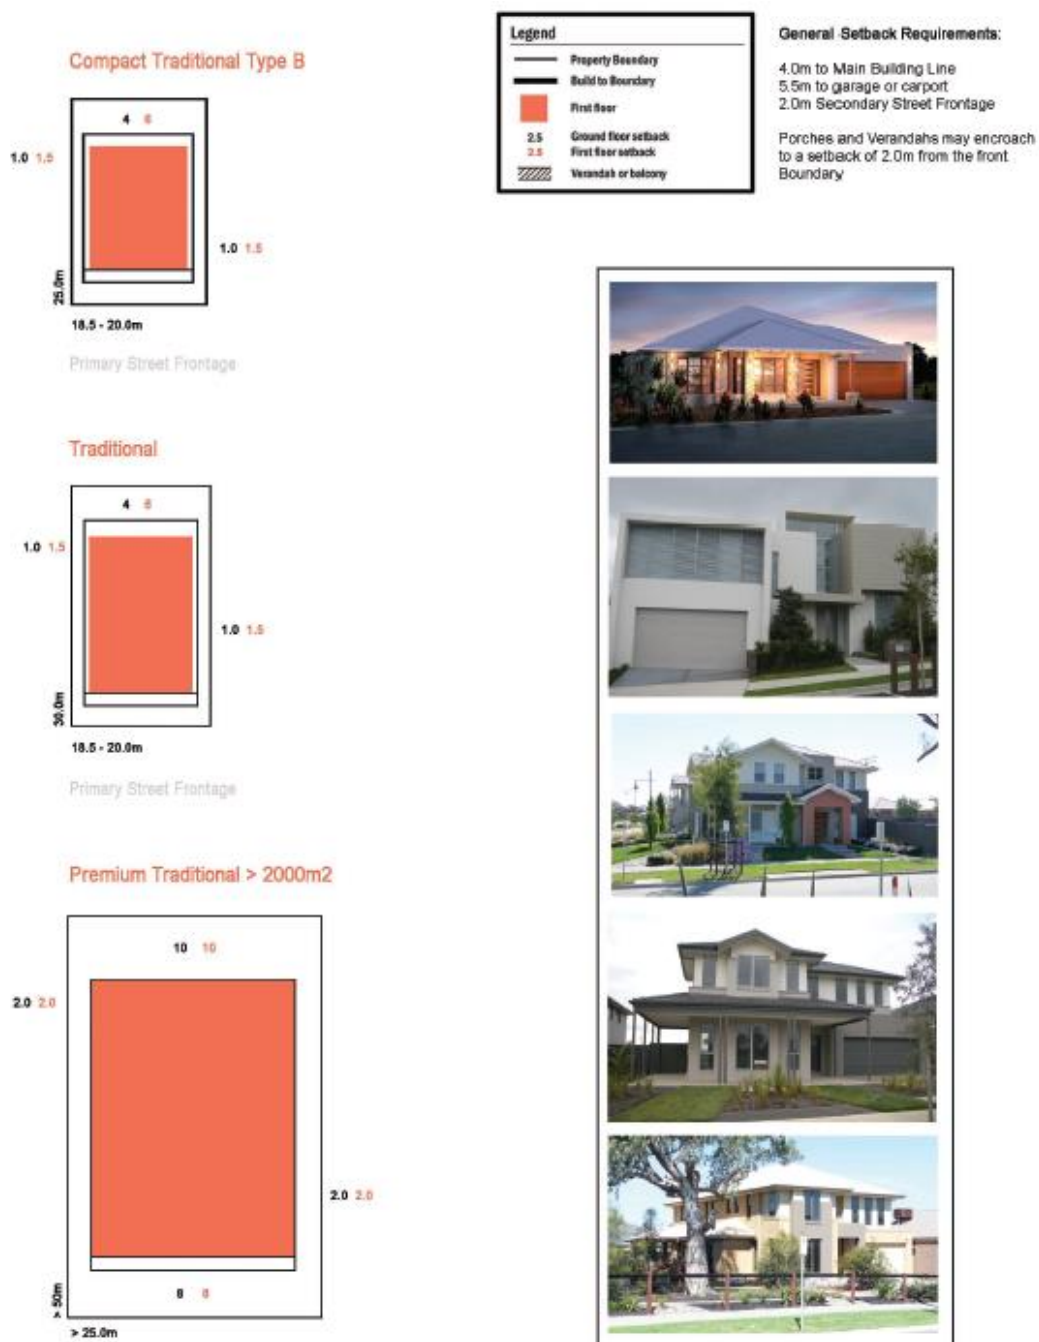 Compact Traditional Type B
4 6
1.0 1.5
1.0 1.5
25.0m
18.5 - 20.0m
Primary Street Frontage
Traditional
4 6
1.0 1.5
1.0 1.5
30.0m
18.5 - 20.0m
Primary Street Frontage
Premium Traditional > 2000m2
10 10
2.0 2.0
2.0 2.0
8 8
> 50m
> 25.0m
Legend
Property Boundary
Build to Boundary
First floor
2.5 Ground floor setback
2.5 First floor setback
Verandah or balcony
General Setback Requirements:
4.0m to Main Building Line
5.5m to garage or carport
2.0m Secondary Street Frontage
Porches and Verandahs may encroach
to a setback of 2.0m from the front
Boundary